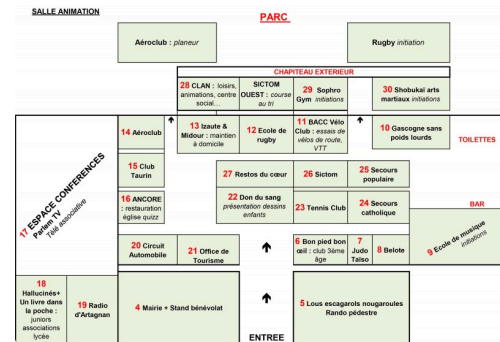 SALLE ANIMATION
PARC
Aéroclub : planeur
Rugby initiation
CHAPITEAU EXTERIEUR
28 CLAN : loisirs,
animations, centre
social…
SICTOM
OUEST : course
au tri
29 Sophro
Gym initiations
30 Shobukai arts
martiaux initiations
14 Aéroclub
13 Izaute &
Midour : maintien
à domicile
12 Ecole de
rugby
11 BACC Vélo
Club : essais de
vélos de route,
VTT
10 Gascogne sans
poids lourds
TOILETTES
15 Club
Taurin
27 Restos du cœur
26 Sictom
25 Secours
populaire
17 ESPACE CONFERENCES
Parlem TV
Télé associative
16 ANCORE
: restauration
église quizz
22 Don du sang
présentation dessins
enfants
23 Tennis Club
24 Secours
catholique
BAR
20 Circuit
Automobile
21 Office de
Tourisme
6 Bon pied bon
œil : club 3ème
âge
7
Judo
Taïso
8 Belote
9 Ecole de musique
initiations
18
Hallucinés+
Un livre dans
la poche :
juniors
associations
lycée
19 Radio
d'Artagnan
4 Mairie + Stand bénévolat
5 Lous escagarols nougaroules
Rando pédestre
ENTREE